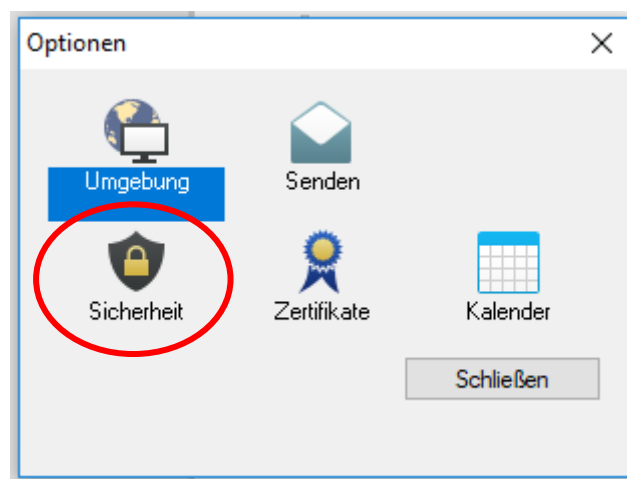 Optionen
Umgebung
Senden
Sicherheit
Zertifikate
Kalender
Schließen